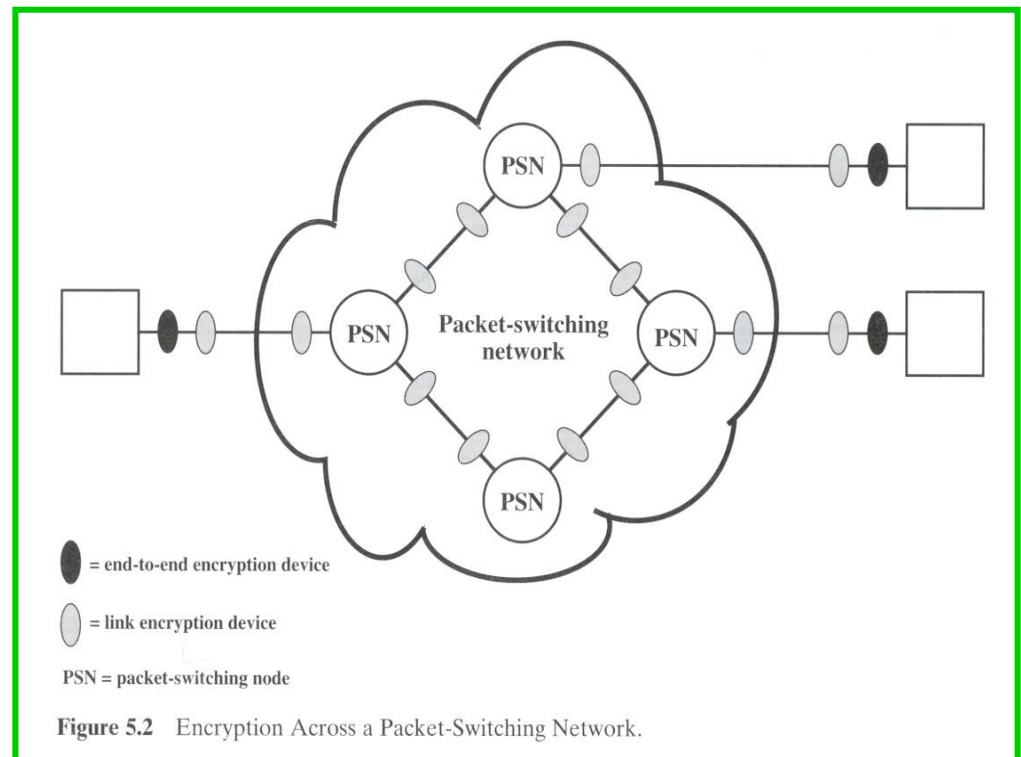 PSN
PSN
Packet-switching
network
PSN
PSN
= end-to-end encryption device
= link encryption device
PSN = packet-switching node
Figure 5.2 Encryption Across a Packet-Switching Network.